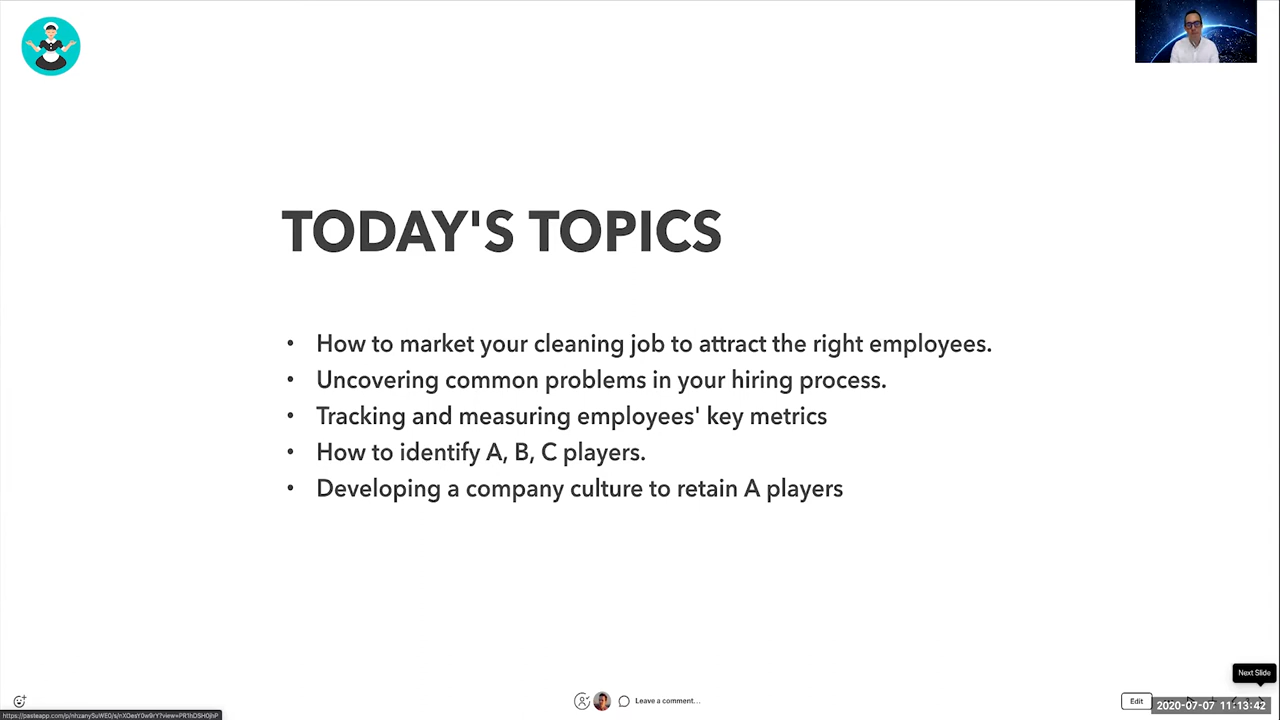 TODAY'S TOPICS
• How to market your cleaning job to attract the right employees.
• Uncovering common problems in your hiring process.
• Tracking and measuring employees' key metrics
• How to identify A, B, C players.
• Developing a company culture to retain A players
Next Slide
Leave a comment...
Edit
2020-07-07 11:13:42